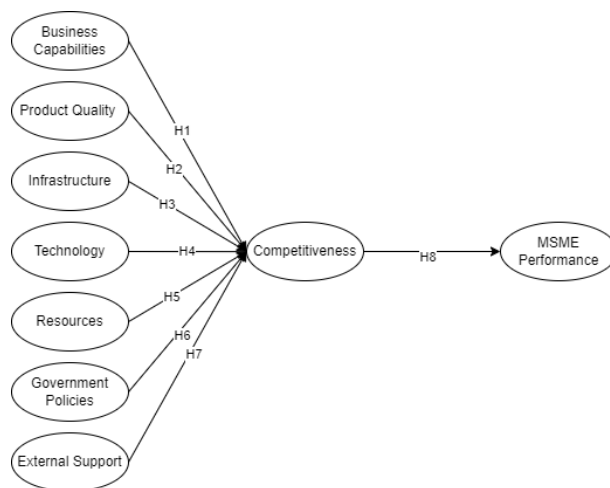 Business
Capabilities
Product Quality
Infrastructure
Technology
Resources
Government
Policies
External Support
H1
H2
H3
H4
H5
H6
H7
Competitiveness
H8
MSME
Performance